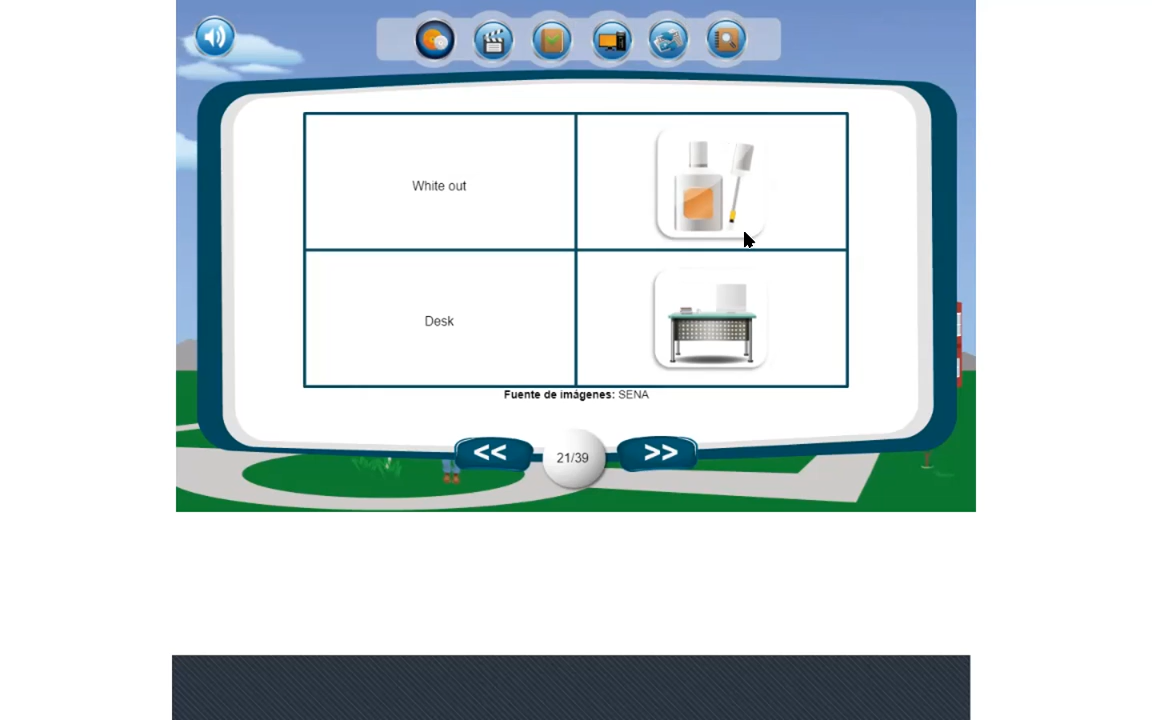 White out
Desk
Fuente de imágenes: SENA
<< 21/39 >>